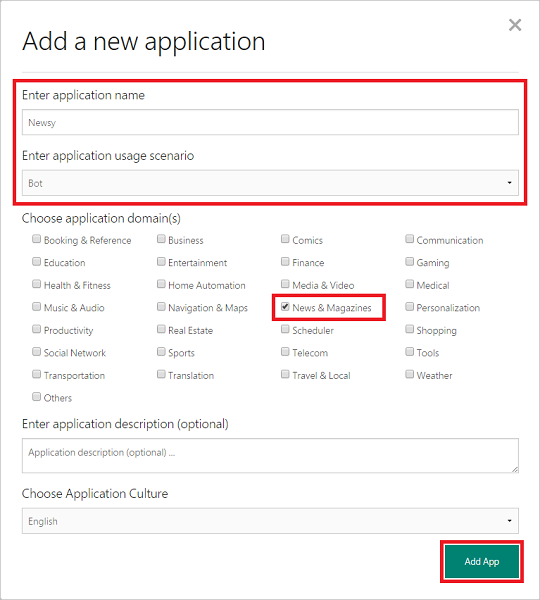 Add a new application
Enter application name
Newsy
Enter application usage scenario
Bot
Choose application domain(s)
Booking & Reference Business Comics Communication
Education Entertainment Finance Gaming
Health & Fitness Home Automation Media & Video Medical
Music & Audio Navigation & Maps News & Magazines Personalization
Productivity Real Estate Scheduler Shopping
Social Network Sports Telecom Tools
Transportation Translation Travel & Local Weather
Others
Enter application description (optional)
Application description (optional) ...
Choose Application Culture
English
Add App